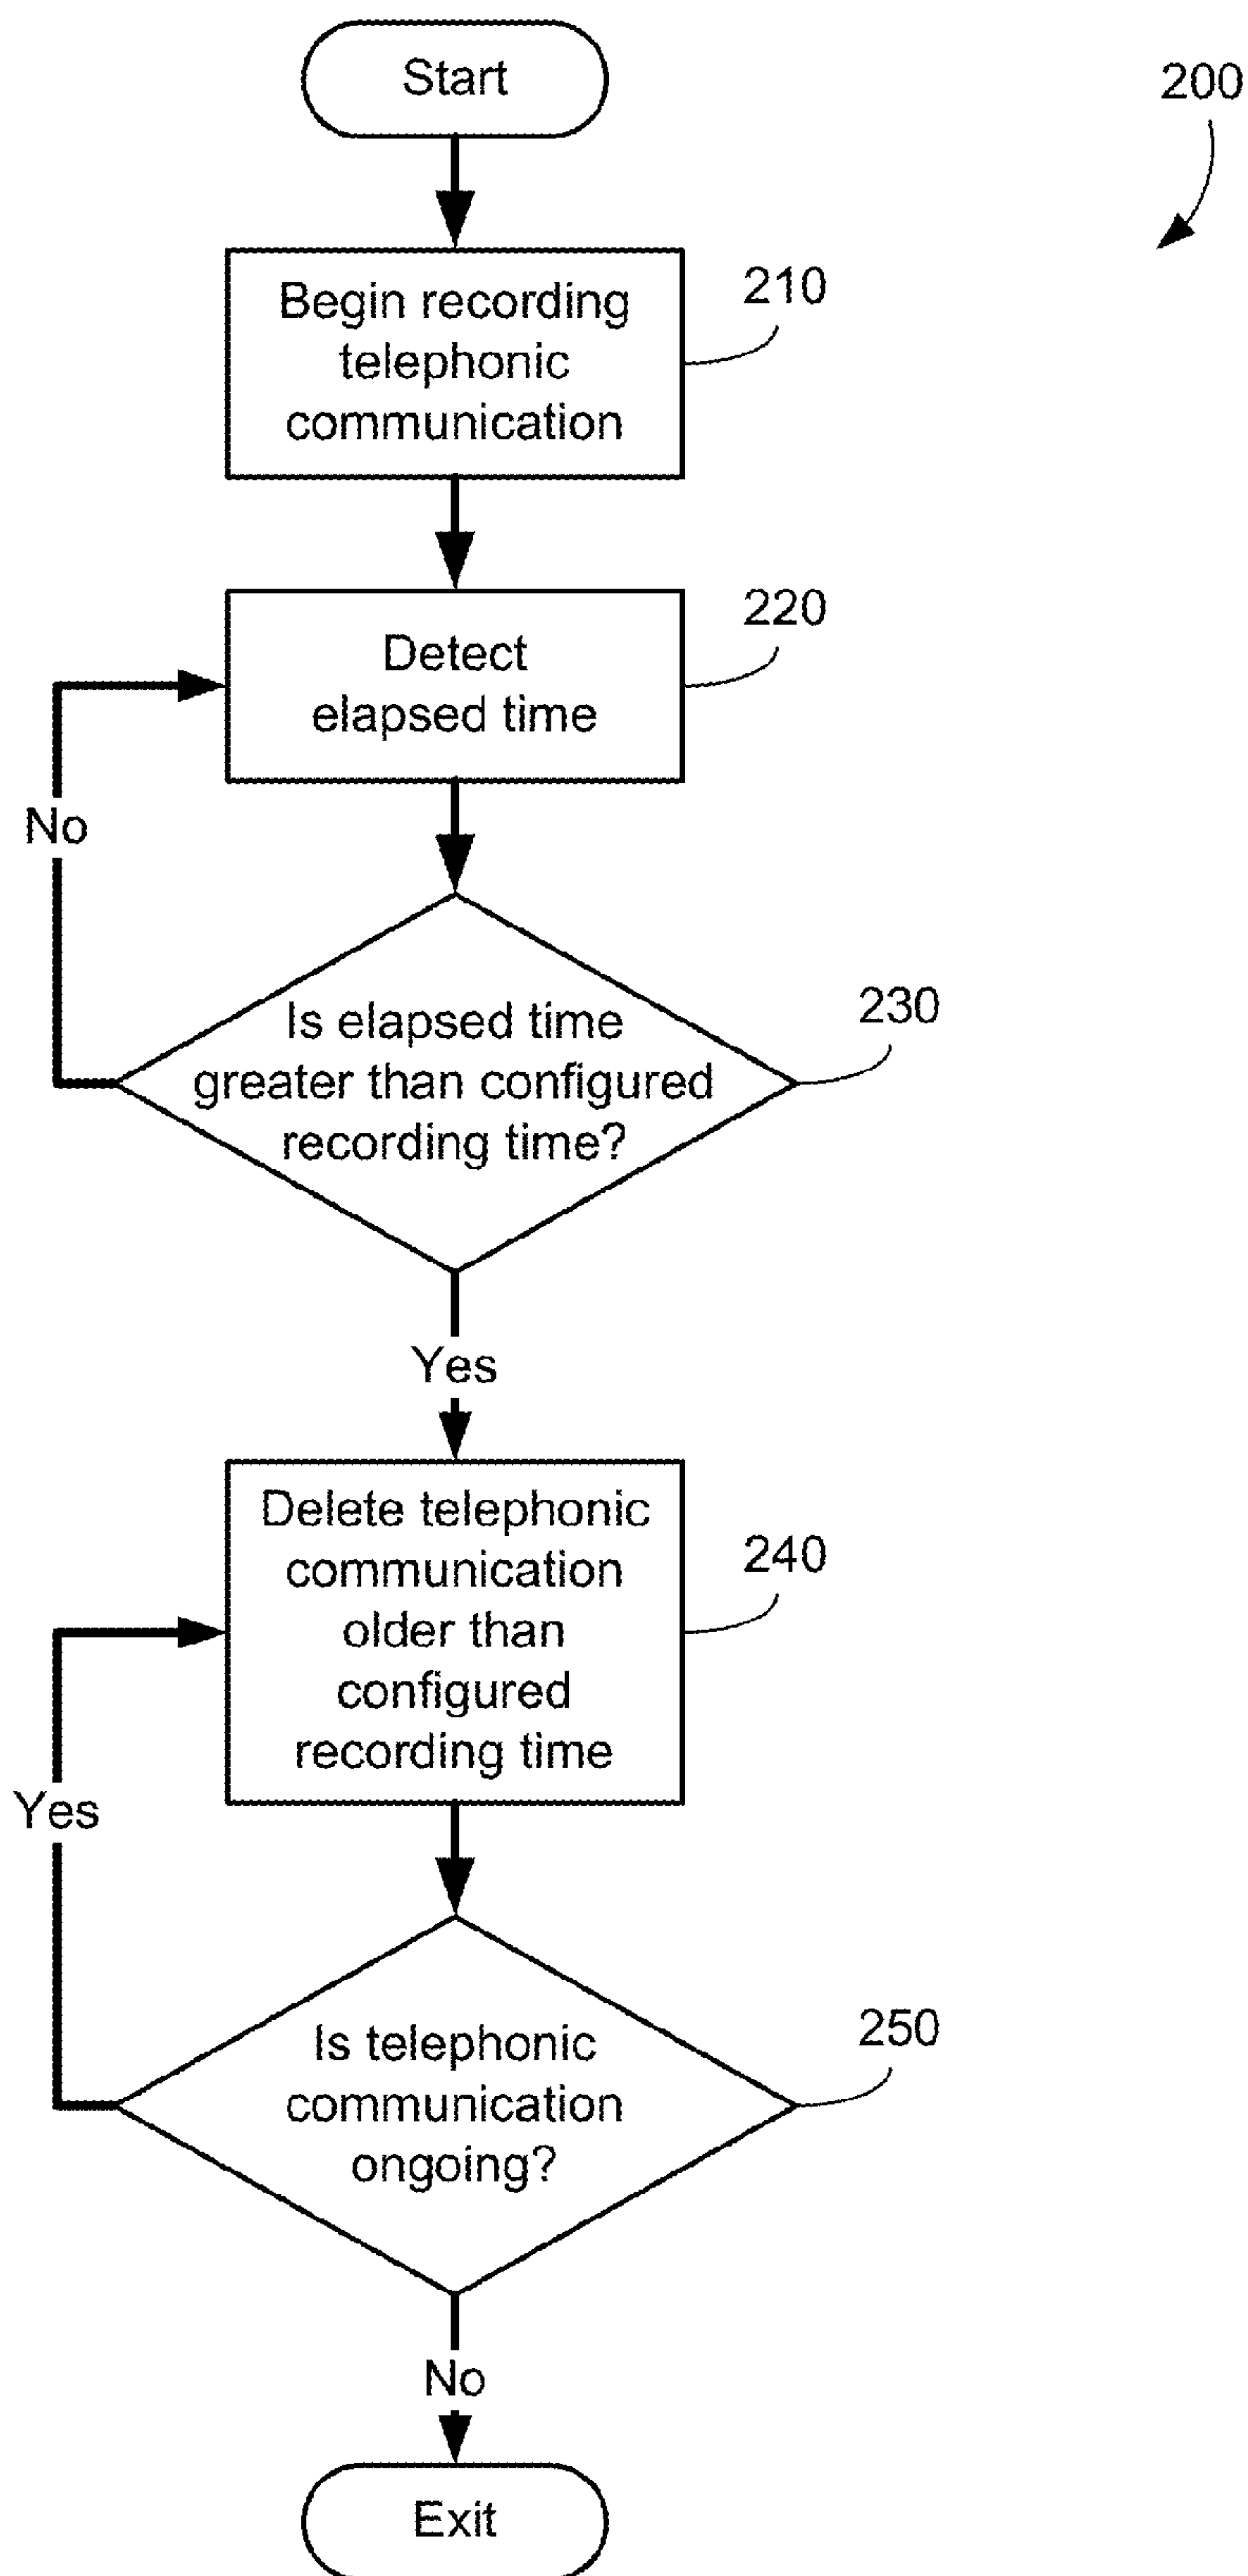 Start
200
Begin recording
telephonic
communication
210
Detect
elapsed time
220
No
Is elapsed time
greater than configured
recording time?
230
Yes
Delete telephonic
communication
older than
configured
recording time
240
Yes
Is telephonic
communication
ongoing?
250
No
Exit